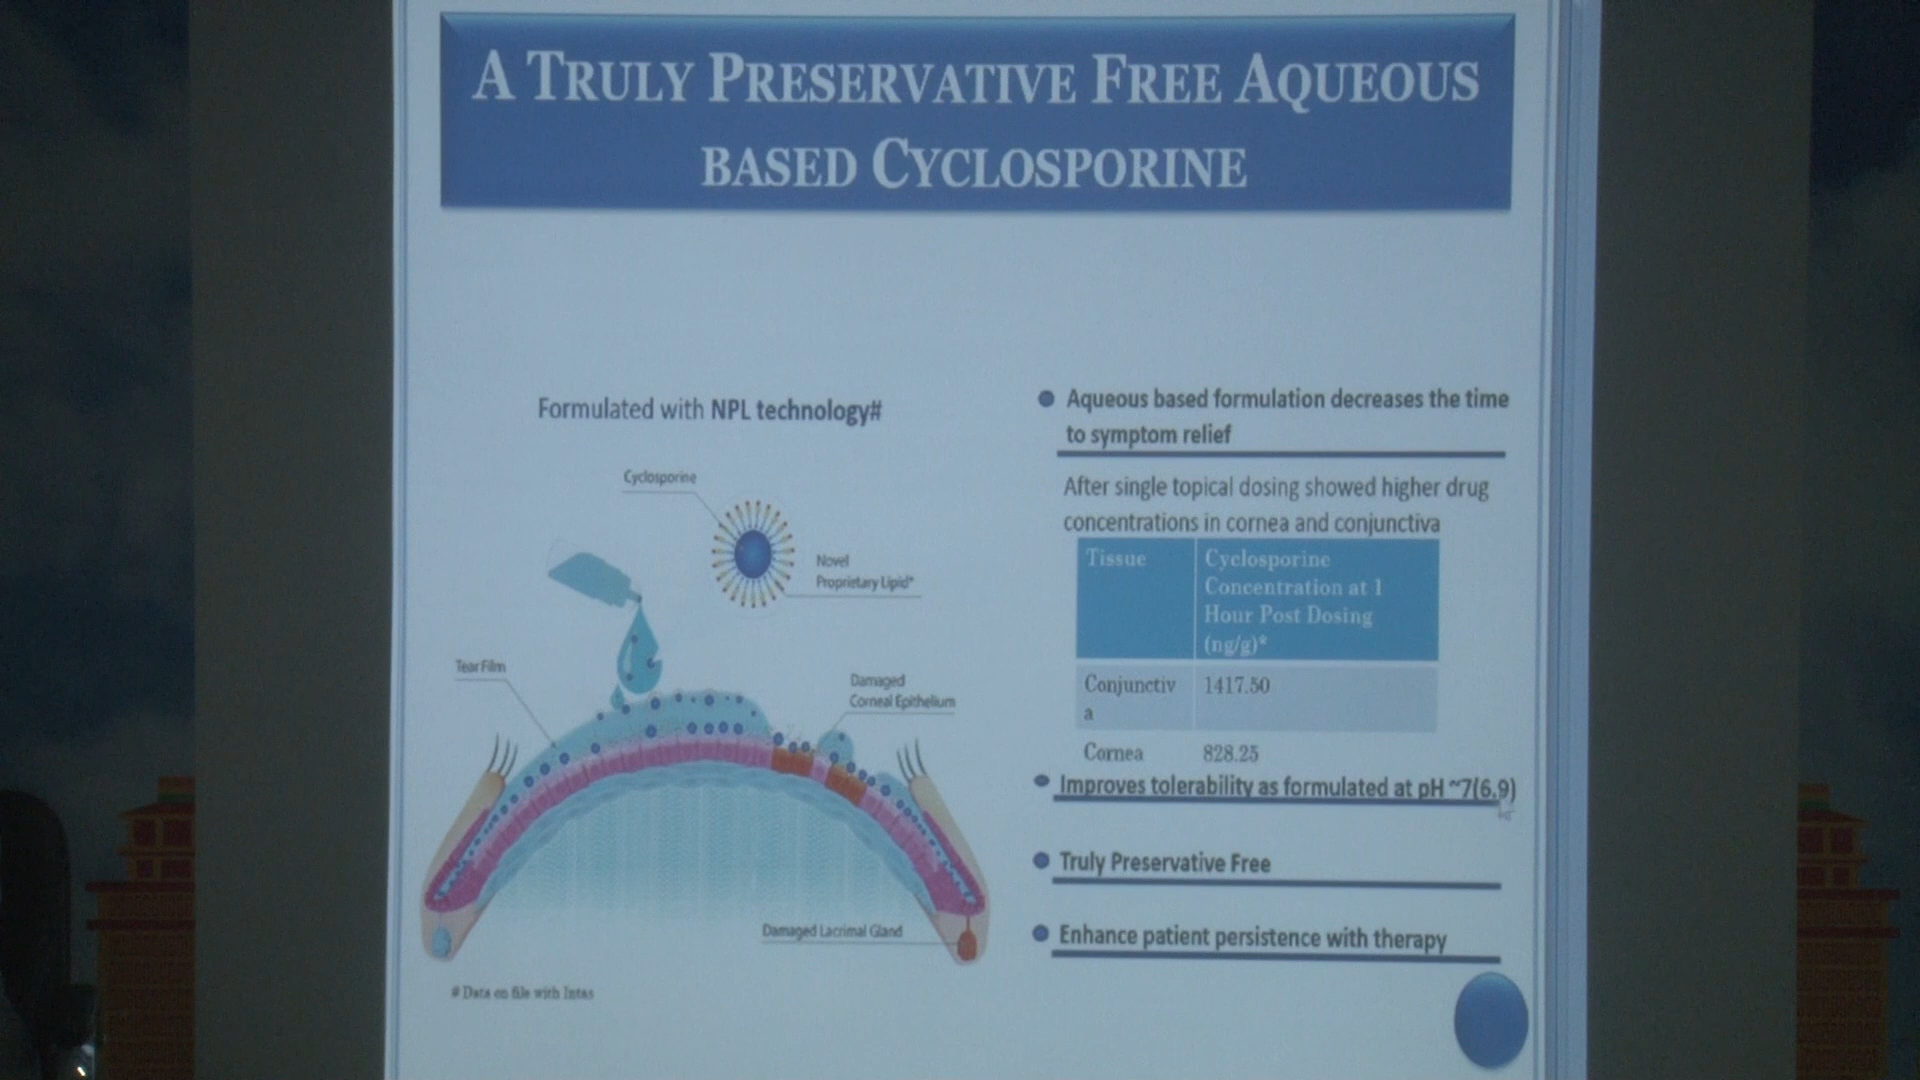 A TRULY PRESERVATIVE FREE AQUEOUS
BASED CYCLOSPORINE
Formulated with NPL technology#
Cyclosporine
Novel
Proprietary Lipid*
Tear Film
Damaged
Corneal Epithelium
Damaged Lacrimal Gland
# Data on file with Intas
Aqueous based formulation decreases the time
to symptom relief
After single topical dosing showed higher drug
concentrations in cornea and conjunctiva
Tissue
Cyclosporine
Concentration at 1
Hour Post Dosing
(ng/g)*
Conjunctiv
a
1417.50
Cornea 828.25
Improves tolerability as formulated at pH ~7(6.9)
Truly Preservative Free
Enhance patient persistence with therapy